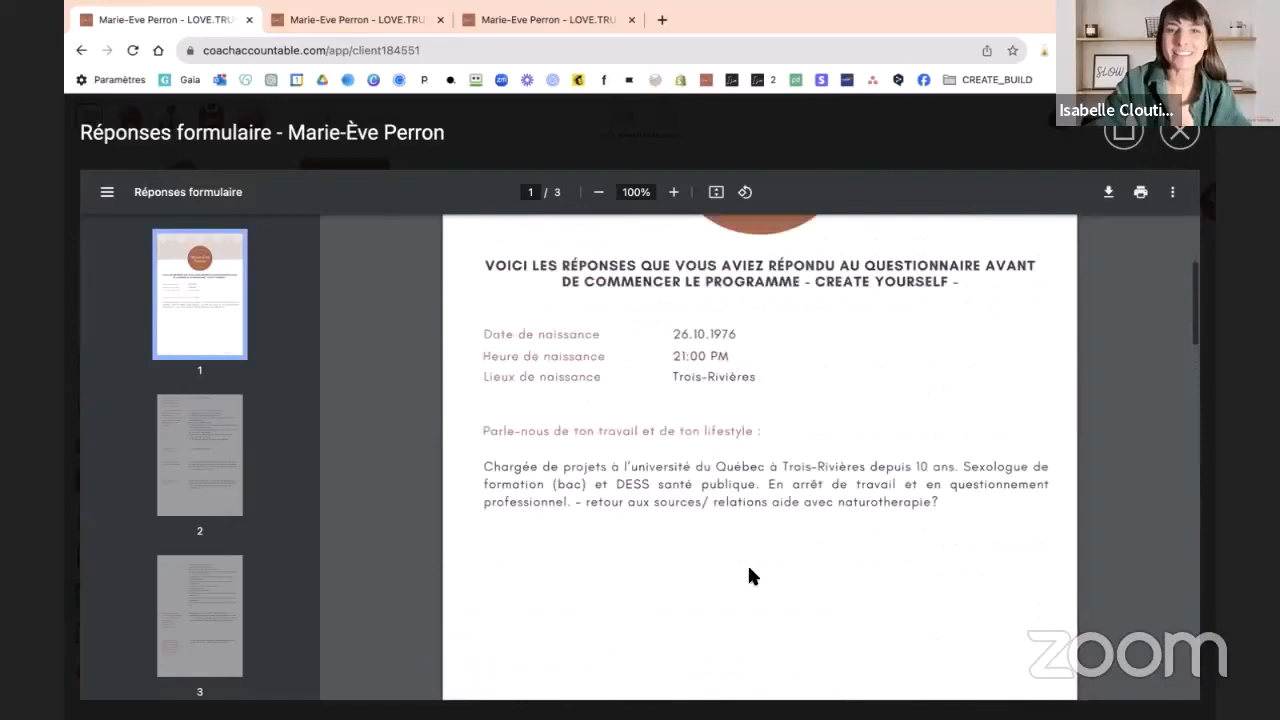 Marie-Eve Perron - LOVE.TRU
Marie-Eve Perron - LOVE.TRU
Marie-Eve Perron - LOVE.TRU
coachaccountable.com/app/client184551
Paramètres
Gaia
2
CREATE_BUILD
SLOW
Isabelle Clouti...
Réponses formulaire - Marie-Ève Perron
Réponses formulaire
1 / 3
100%
VOICI LES RÉPONSES QUE VOUS AVIEZ RÉPONDU AU QUESTIONNAIRE AVANT
DE COMMENCER LE PROGRAMME - CREATE YOURSELF -
Date de naissance 26.10.1976
Heure de naissance 21:00 PM
Lieux de naissance Trois-Rivières
Parle-nous de ton travail et de ton lifestyle :
Chargée de projets à l'université du Québec à Trois-Rivières depuis 10 ans. Sexologue de
formation (bac) et DESS santé publique. En arrêt de travail et en questionnement
professionnel. - retour aux sources/ relations aide avec naturotherapie?
1
2
3
zoom